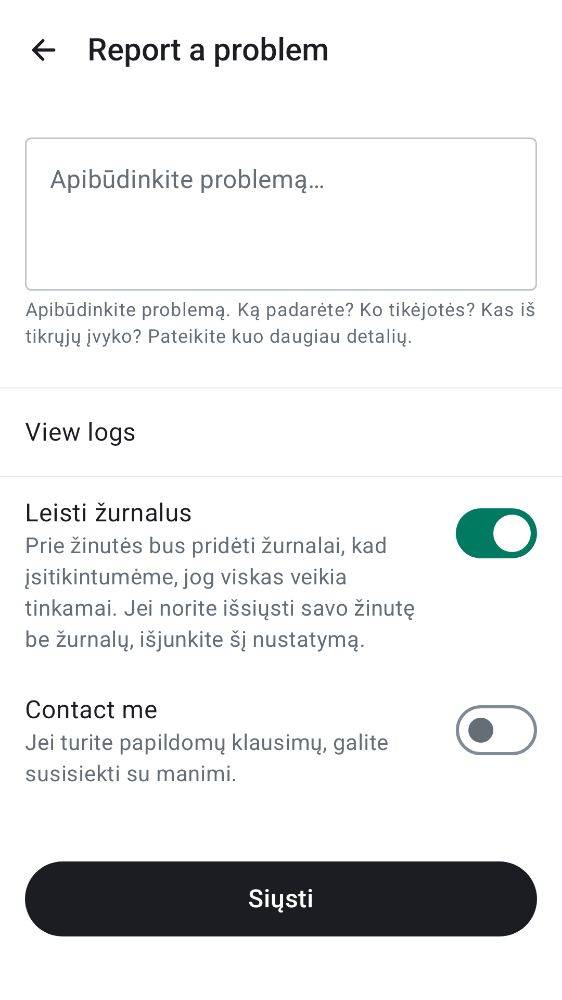 Report a problem
Apibūdinkite problemą…
Apibūdinkite problemą. Ką padarėte? Ko tikėjotės? Kas iš
tikrųjų įvyko? Pateikite kuo daugiau detalių.
View logs
Leisti žurnalus
Prie žinutės bus pridėti žurnalai, kad
įsitikintumėme, jog viskas veikia
tinkamai. Jei norite išsiųsti savo žinutę
be žurnalų, išjunkite šį nustatymą.
Contact me
Jei turite papildomų klausimų, galite
susisiekti su manimi.
Siųsti